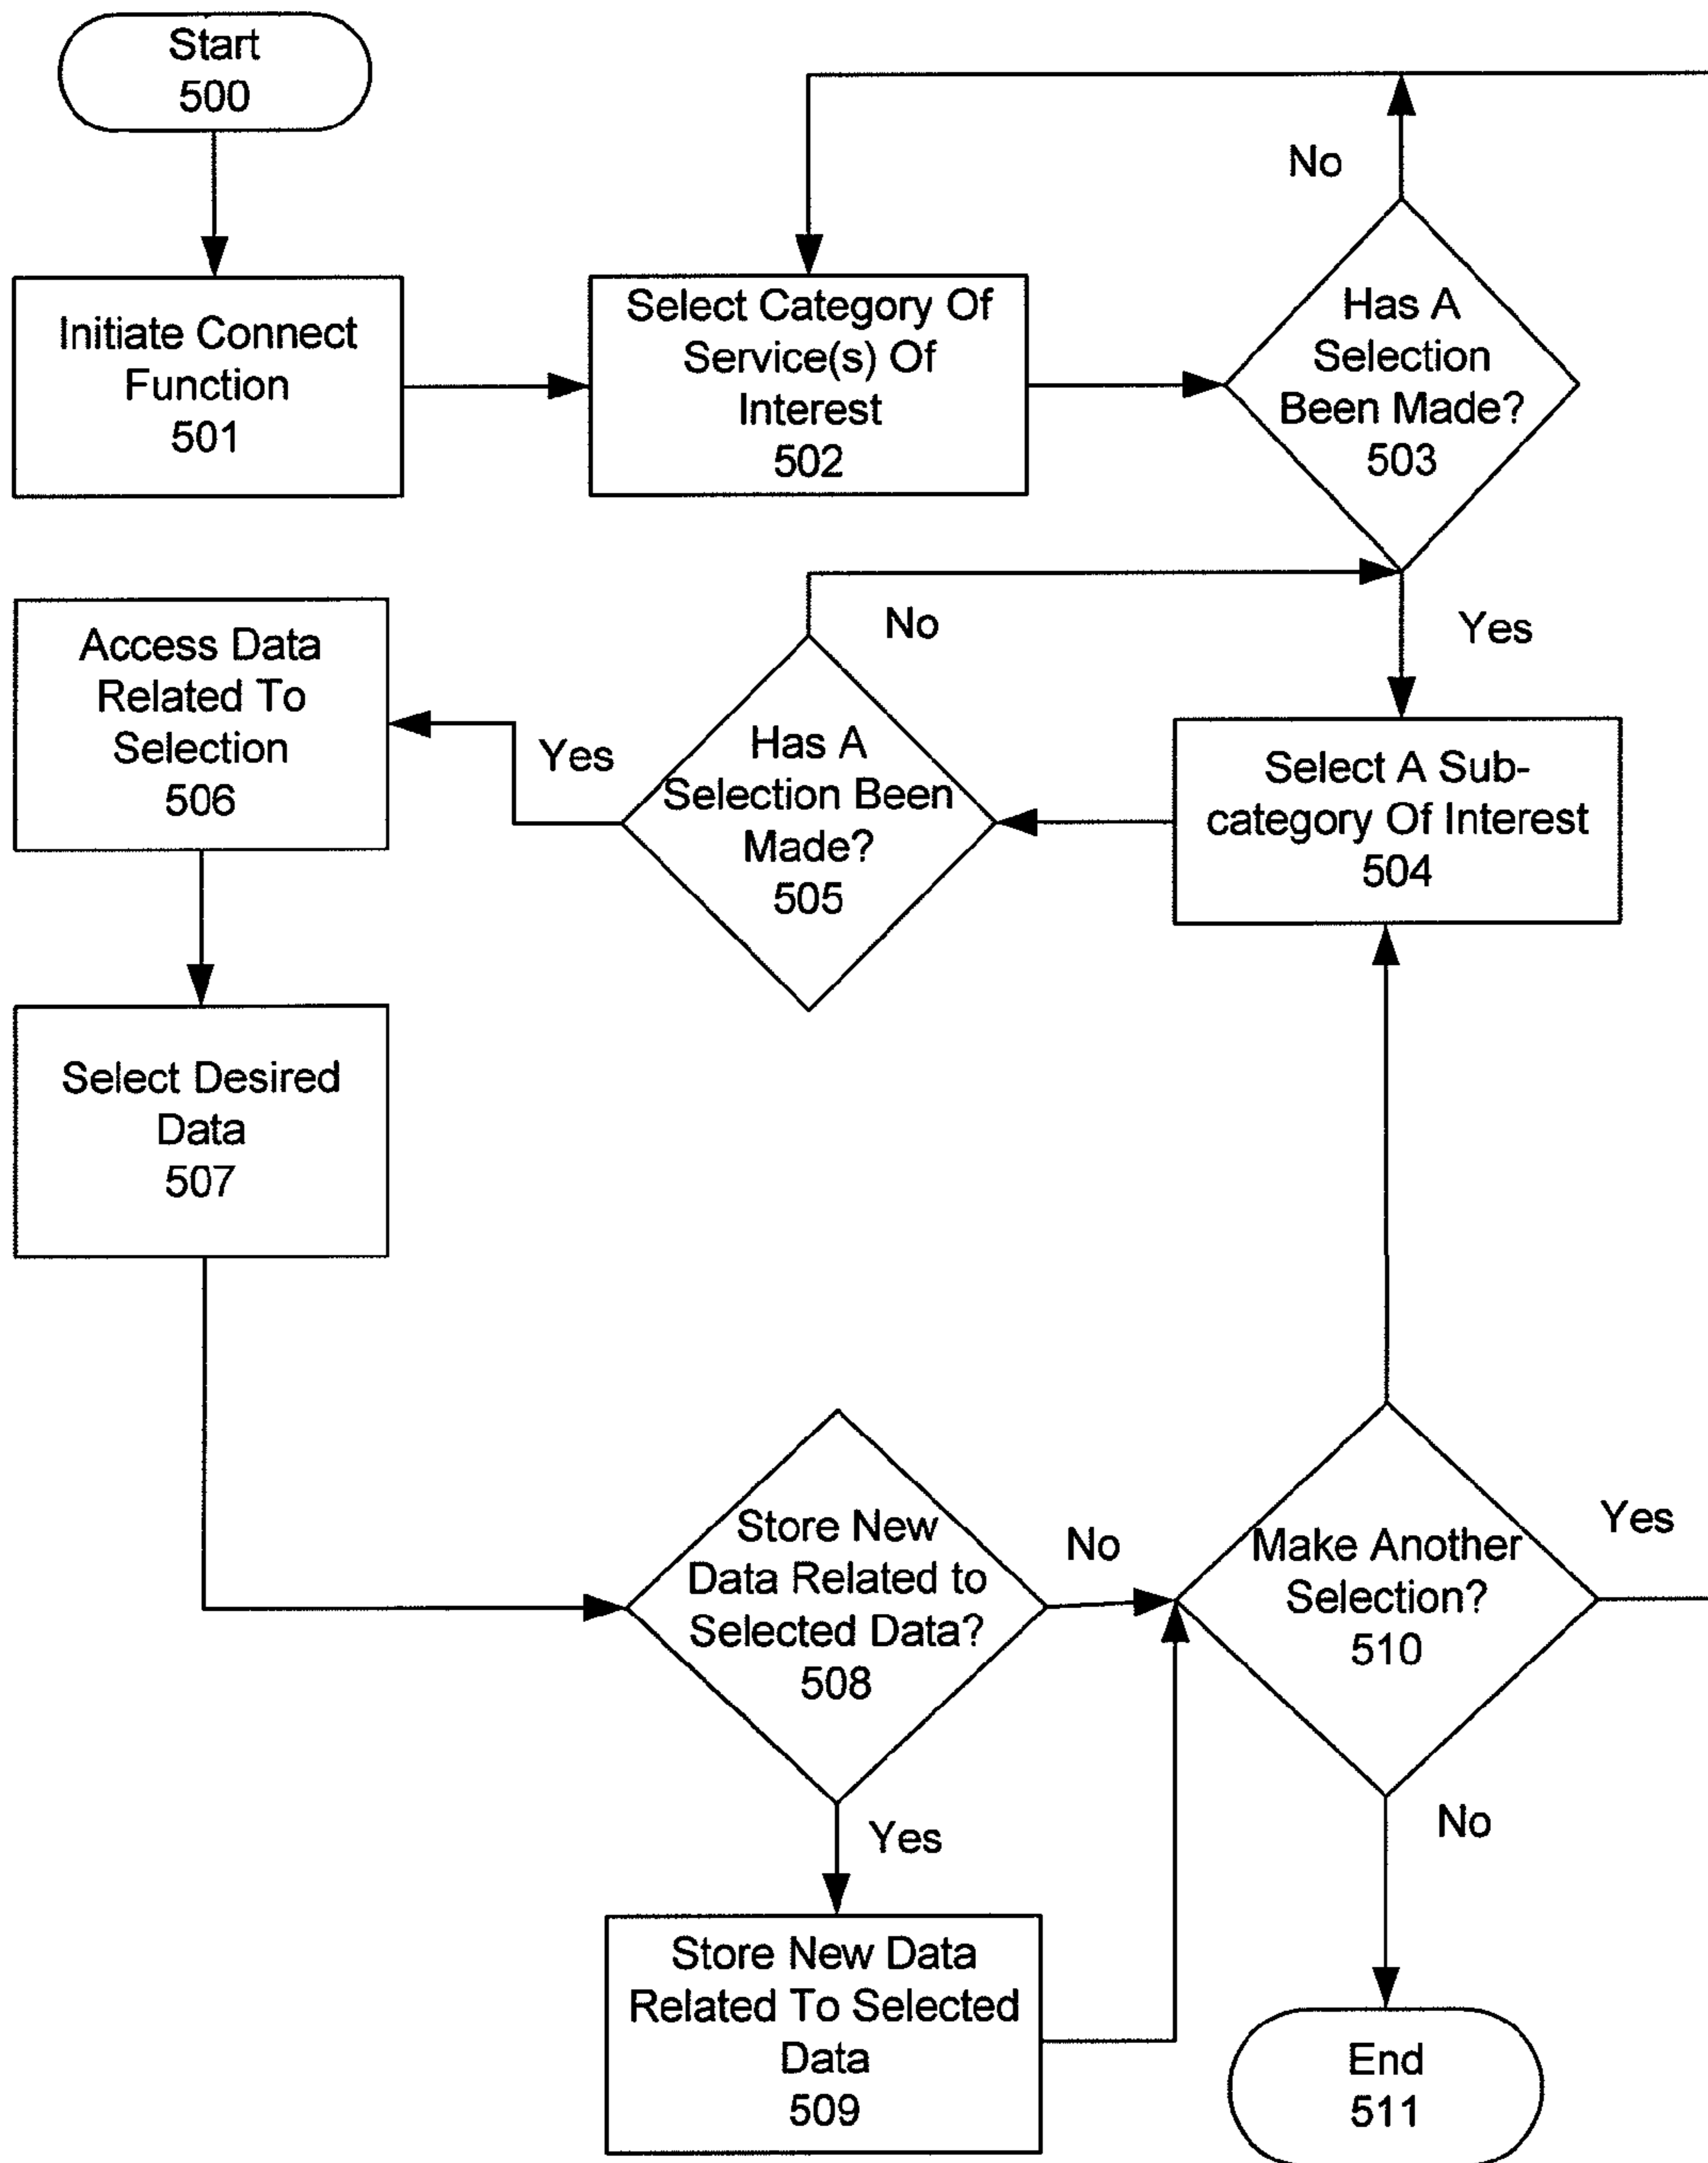 Start
500
Initiate Connect
Function
501
Select Category Of
Service(s) Of
Interest
502
No
Has A
Selection
Been Made?
503
Yes
Select A Sub-
category Of Interest
504
No
Has A
Selection Been
Made?
505
Yes
Access Data
Related To
Selection
506
Select Desired
Data
507
Store New
Data Related to
Selected Data?
508
No
Yes
Store New Data
Related To Selected
Data
509
Make Another
Selection?
510
Yes
No
End
511